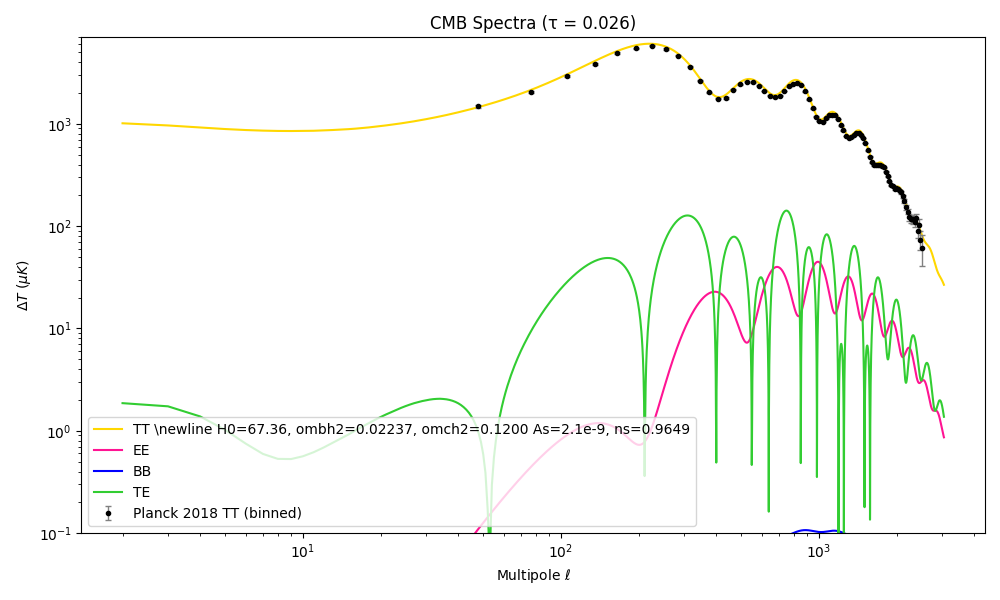 CMB Spectra (τ = 0.026)
ΔT (μK)
10³
10²
10¹
10⁰
10⁻¹
TT \newline H0=67.36, ombh2=0.02237, omch2=0.1200 As=2.1e-9, ns=0.9649
EE
BB
TE
Planck 2018 TT (binned)
10¹ 10² 10³
Multipole ℓ